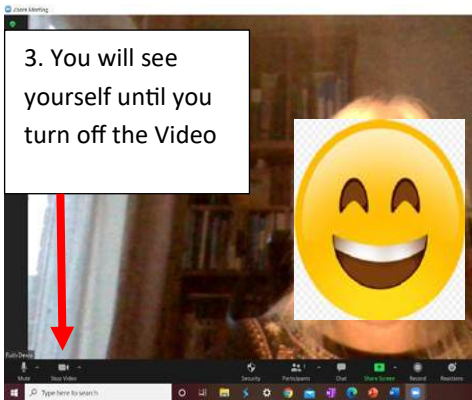 Zoom Meeting
3. You will see
yourself until you
turn off the Video
Mute
Stop Video
Security
Participants
Chat
Share Screen
Record
Reactions
Type here to search